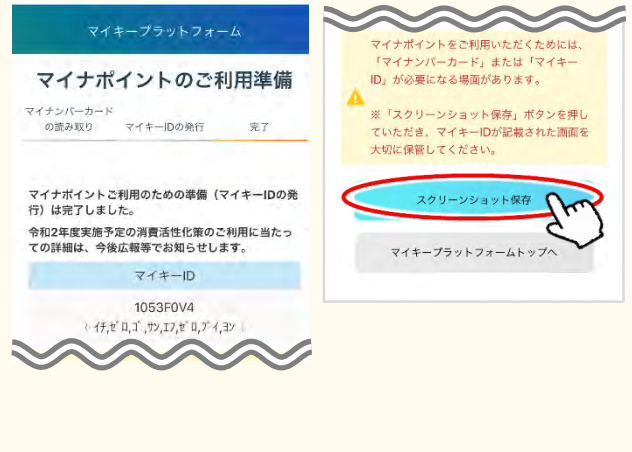 マイキープラットフォーム
マイナポイントのご利用準備
マイナンバーカード
の読み取り
マイキーIDの発行
完了
マイナポイントご利用のための準備（マイキーIDの発
行）は完了しました。
令和2年度実施予定の消費活性化策のご利用に当たっ
ての詳細は、今後広報等でお知らせします。
マイキーID
1053F0V4
（ イチ,ゼロ,ゴ,サン,エフ,ゼロ,ブイ,ヨン ）
マイナポイントをご利用いただくためには、
「マイナンバーカード」または「マイキー
ID」が必要になる場面があります。
※「スクリーンショット保存」ボタンを押し
ていただき、マイキーIDが記載された画面を
大切に保管してください。
スクリーンショット保存
マイキープラットフォームトップへ